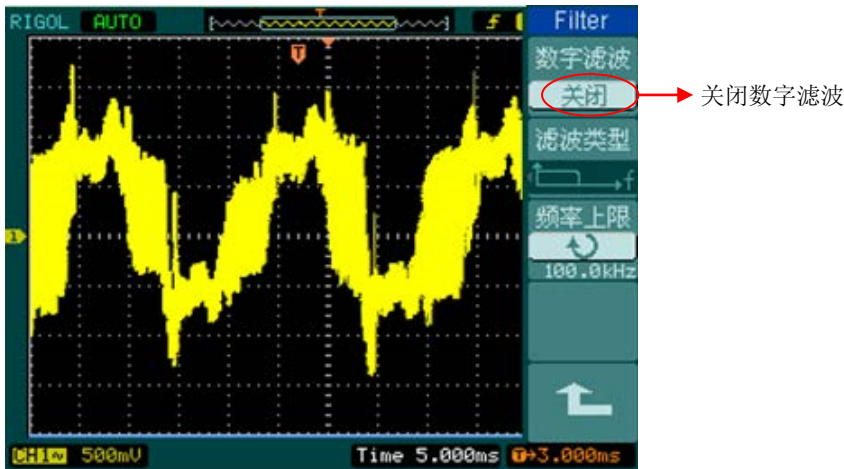 RIGOL AUTO
T
T
1
Filter
数字滤波
关闭
滤波类型
f
频率上限
100.0kHz
关闭数字滤波
CH1~ 500mV Time 5.000ms T→3.000ms